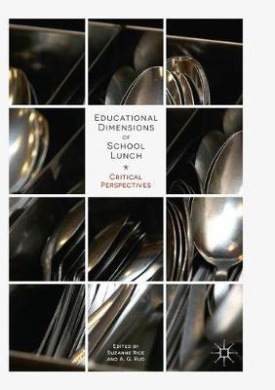 EDUCATIONAL
DIMENSIONS
OF
SCHOOL
LUNCH
*
CRITICAL
PERSPECTIVES
EDITED BY
SUZANNE RICE
AND A. G. RUD